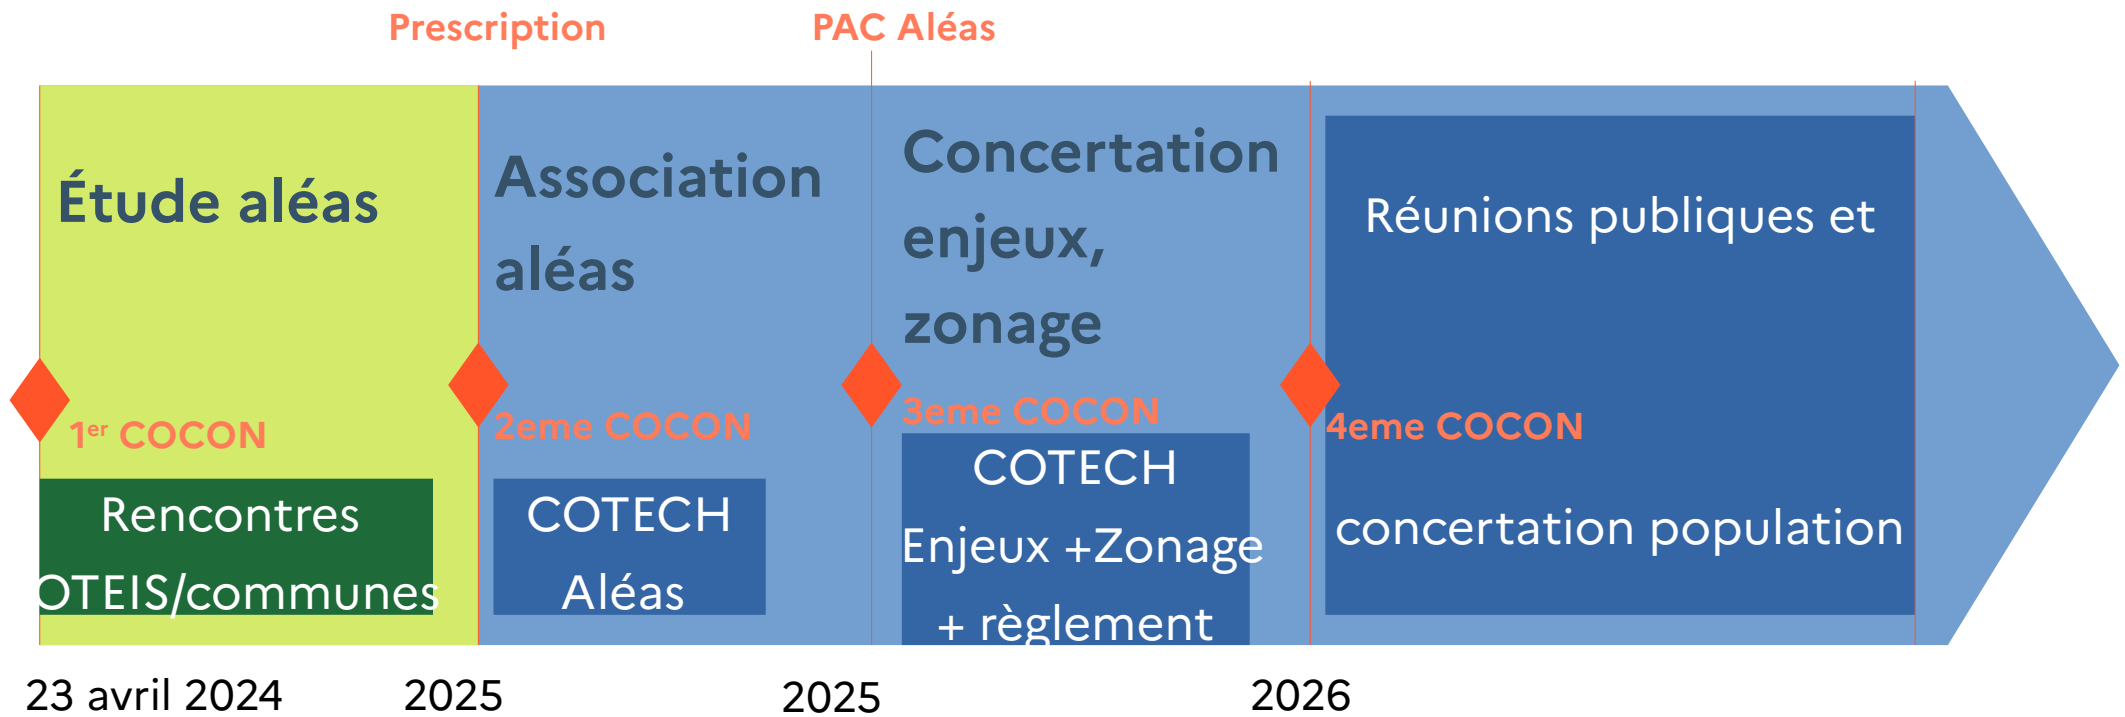 Prescription
PAC Aléas
Étude aléas
1er COCON
Rencontres
OTEIS/communes
Association
aléas
2eme COCON
COTECH
Aléas
Concertation
enjeux,
zonage
3eme COCON
COTECH
Enjeux +Zonage
+ règlement
Réunions publiques et
4eme COCON
concertation population
23 avril 2024
2025
2025
2026